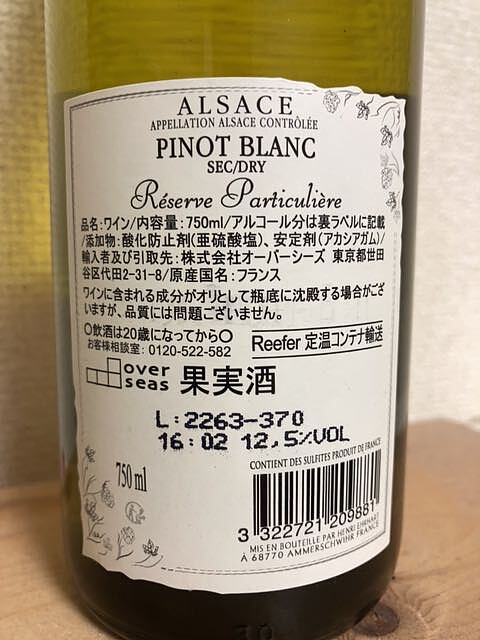 ALSACE
APPELLATION ALSACE CONTRÔLÉE
PINOT BLANC
SEC/DRY
Réserve Particulière
品名:ワイン/内容量:750ml/アルコール分は裏ラベルに記載
/添加物:酸化防止剤(亜硫酸塩)、安定剤(アカシアガム)/
輸入者及び引取先:株式会社オーバーシーズ 東京都世田
谷区代田2-31-8/原産国名:フランス
ワインに含まれる成分がオリとして瓶底に沈殿する場合がござ
いますが、品質には問題ございません。
〇飲酒は20歳になってから〇
お客様相談室:0120-522-582
Reefer 定温コンテナ輸送
over
seas
果実酒
L:2263-370
16:02 12,5%VOL
CONTIENT DES SULFITES PRODUIT DE FRANCE
750 ml
3 322721 209881
MIS EN BOUTEILLE PAR HENRI EHRHART
À 68770 AMMERSCHWIHR FRANCE